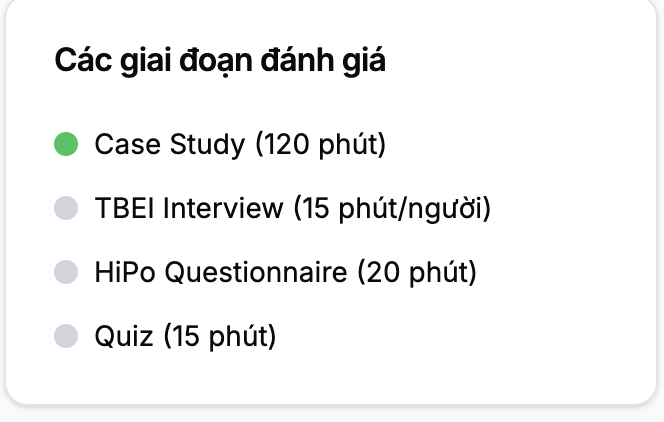 Các giai đoạn đánh giá
Case Study (120 phút)
TBEI Interview (15 phút/người)
HiPo Questionnaire (20 phút)
Quiz (15 phút)